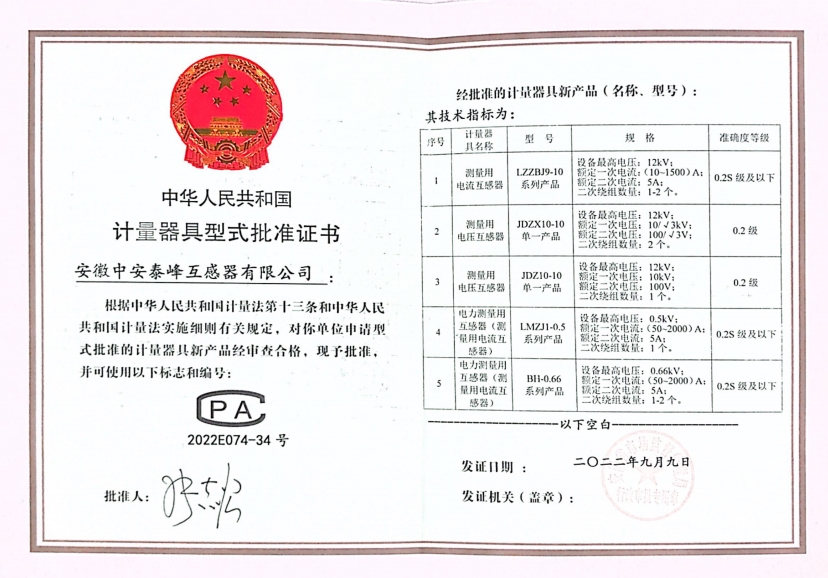 中华人民共和国
计量器具型式批准证书
安徽中安泰峰互感器有限公司：
根据中华人民共和国计量法第十三条和中华人民
共和国计量法实施细则有关规定，对你单位申请型
式批准的计量器具新产品经审查合格，现予批准，
并可使用以下标志和编号：
CPA
2022E074-34 号
批准人：
经批准的计量器具新产品（名称、型号）：
其技术指标为：
序号 计量器具名称 型 号 规 格 准确度等级
1 测量用电流互感器 LZZBJ9-10系列产品 设备最高电压：12kV；
额定一次电流：(10~1500)A；
额定二次电流：5A；
二次绕组数量：1-2 个。 0.2S 级及以下
2 测量用电压互感器 JDZX10-10单一产品 设备最高电压：12kV；
额定一次电压：10/√3kV；
额定二次电压：100/√3V；
二次绕组数量：2 个。 0.2 级
3 测量用电压互感器 JDZ10-10单一产品 设备最高电压：12kV；
额定一次电压：10kV；
额定二次电压：100V；
二次绕组数量：1 个。 0.2 级
4 电力测量用互感器（测量用电流互感器） LMZJ1-0.5系列产品 设备最高电压：0.5kV；
额定一次电流：(50~2000)A；
额定二次电流：5A；
二次绕组数量：1 个。 0.2S 级及以下
5 电力测量用互感器（测量用电流互感器） BH-0.66系列产品 设备最高电压：0.66kV；
额定一次电流：(50~2000)A；
额定二次电流：5A；
二次绕组数量：1-2 个。 0.2S 级及以下
以下空白
发证日期：二〇二二年九月九日
发证机关（盖章）：